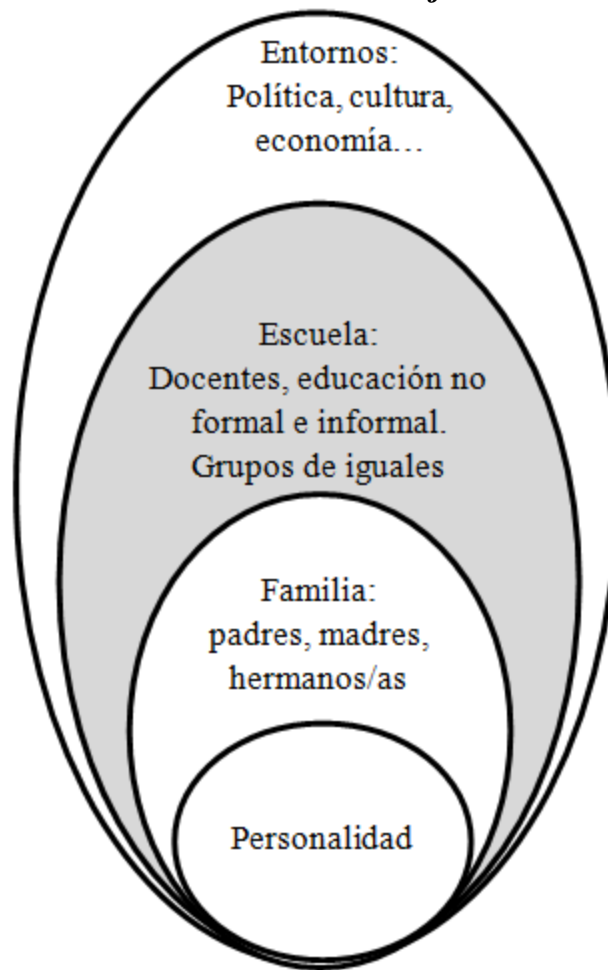 Entornos:
Política, cultura,
economía...
Escuela:
Docentes, educación no
formal e informal.
Grupos de iguales
Familia:
padres, madres,
hermanos/as
Personalidad